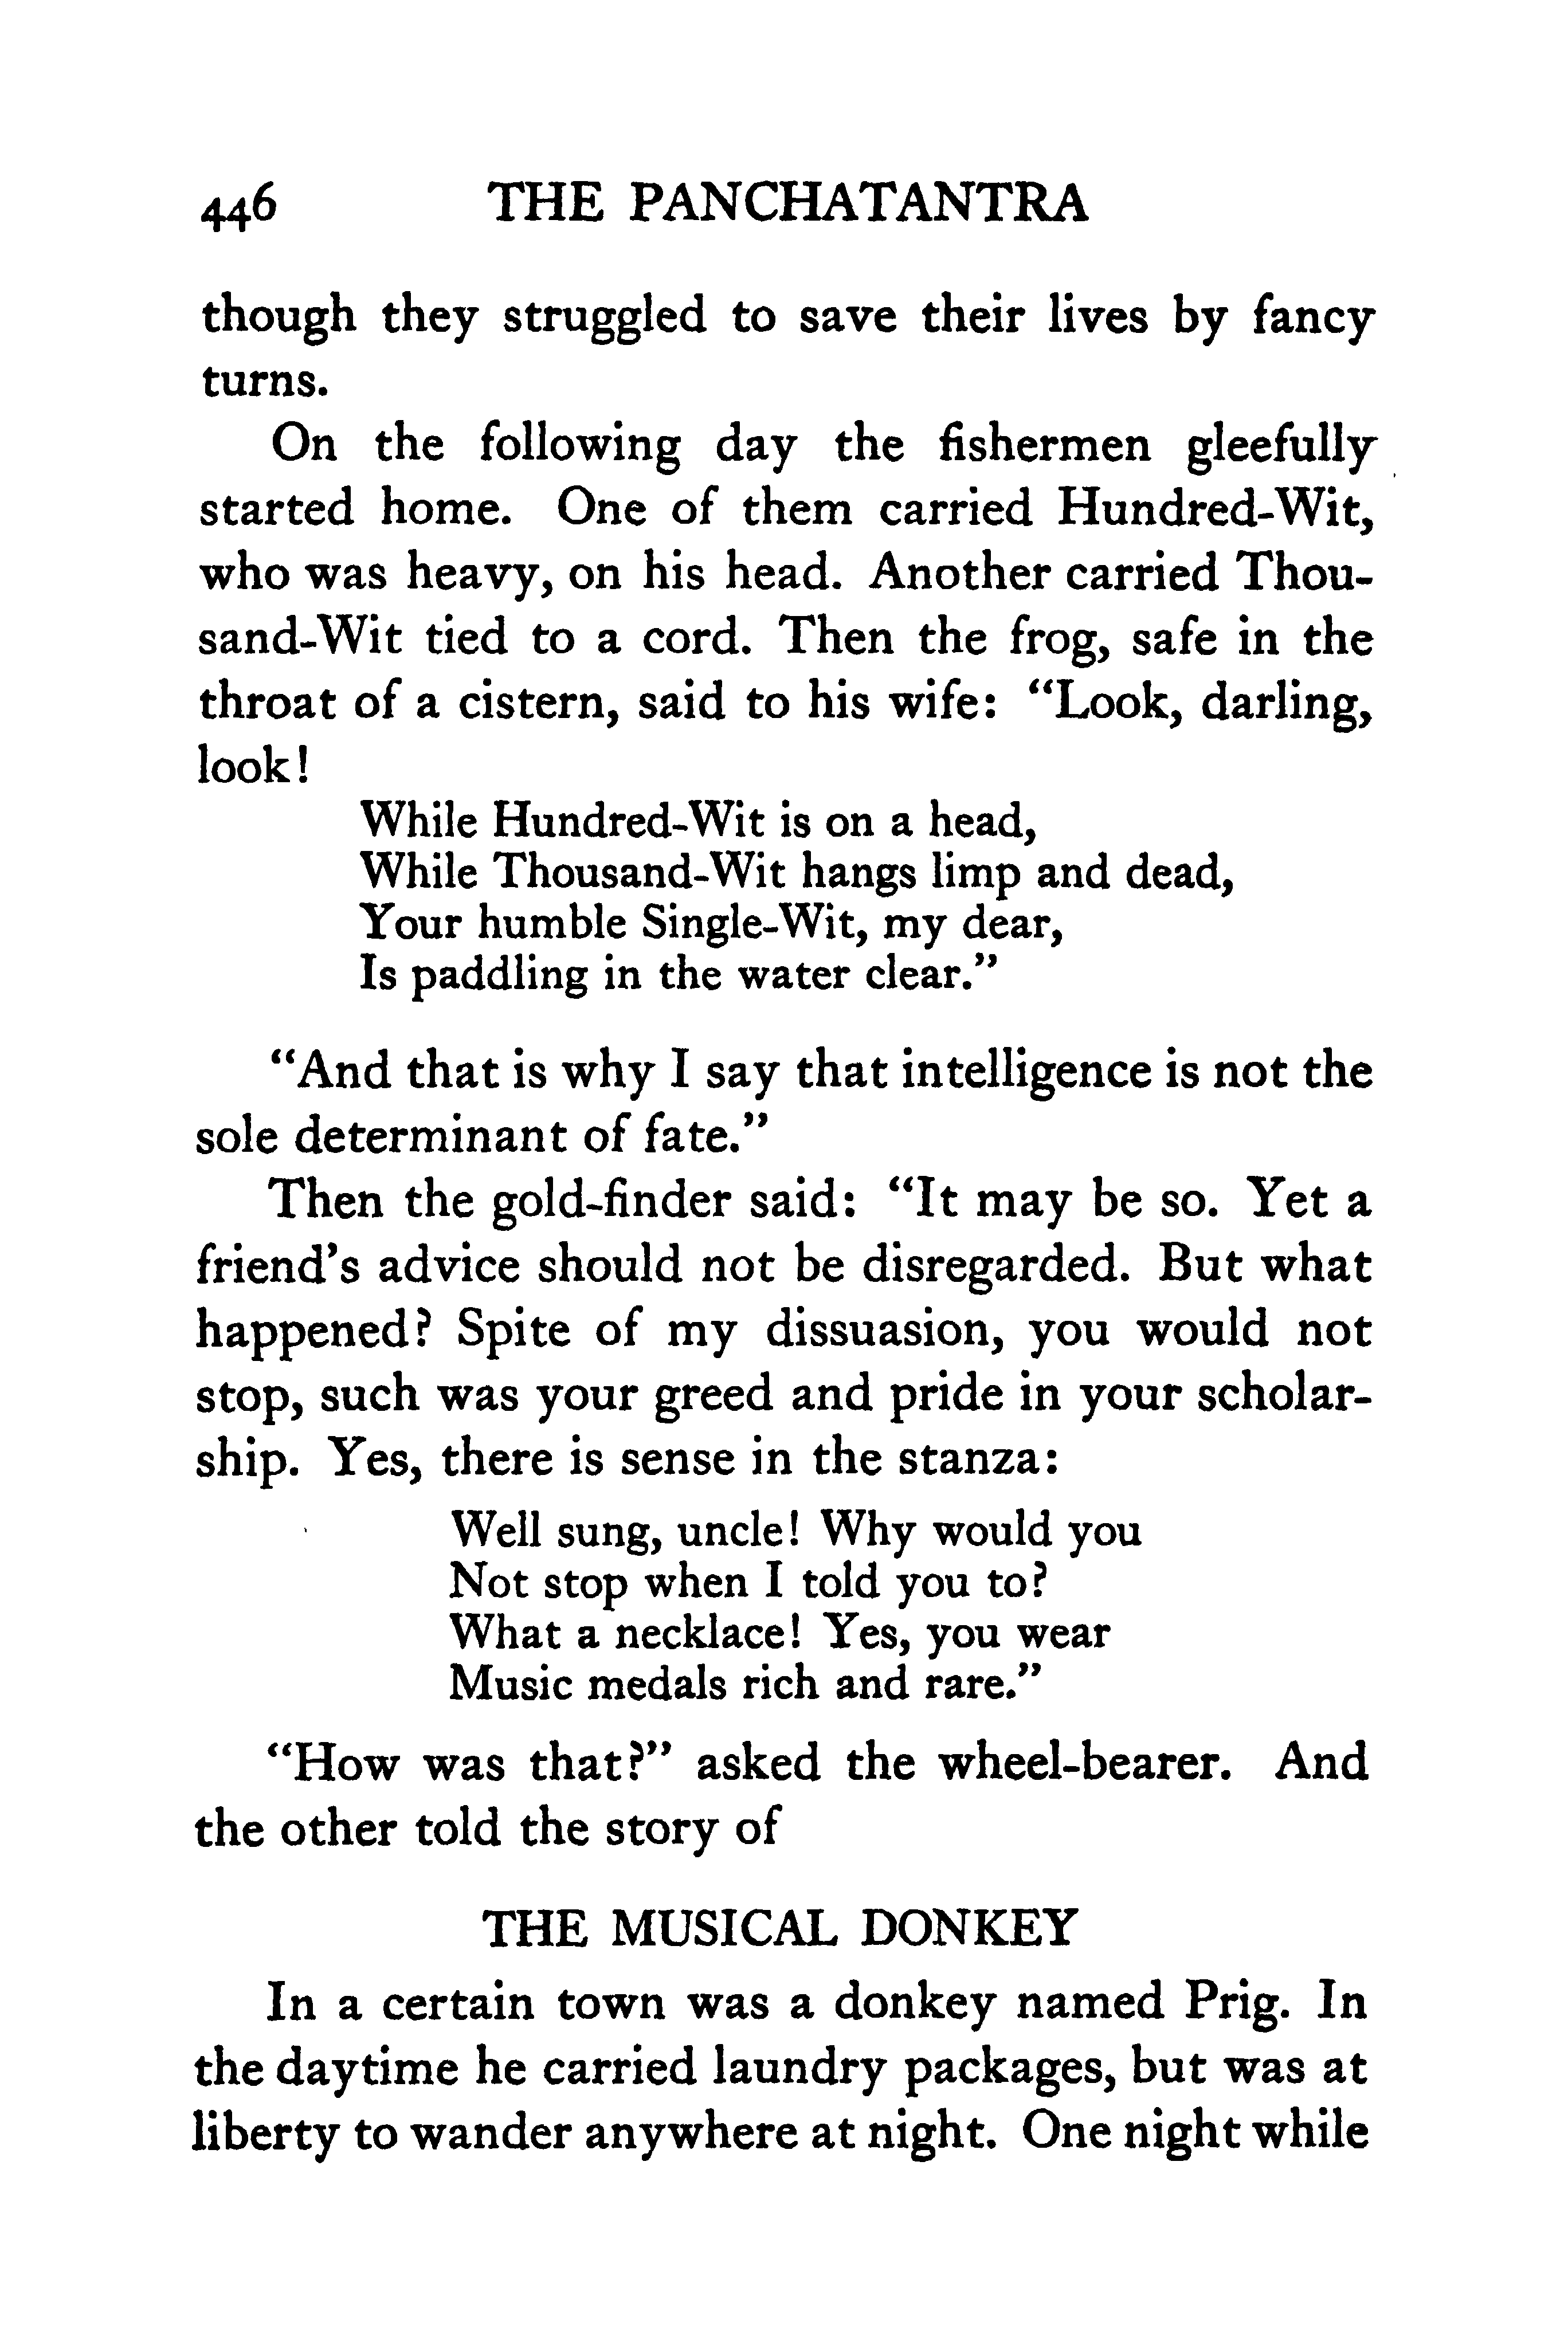 446 THE PANCHATANTRA
though they struggled to save their lives by fancy
turns.
On the following day the fishermen gleefully
started home. One of them carried Hundred-Wit,
who was heavy, on his head. Another carried Thou-
sand-Wit tied to a cord. Then the frog, safe in the
throat of a cistern, said to his wife: “Look, darling,
look!
While Hundred-Wit is on a head,
While Thousand-Wit hangs limp and dead,
Your humble Single-Wit, my dear,
Is paddling in the water clear.”
“And that is why I say that intelligence is not the
sole determinant of fate.”
Then the gold-finder said: “It may be so. Yet a
friend’s advice should not be disregarded. But what
happened? Spite of my dissuasion, you would not
stop, such was your greed and pride in your scholar-
ship. Yes, there is sense in the stanza:
Well sung, uncle! Why would you
Not stop when I told you to?
What a necklace! Yes, you wear
Music medals rich and rare.”
“How was that?” asked the wheel-bearer. And
the other told the story of
THE MUSICAL DONKEY
In a certain town was a donkey named Prig. In
the daytime he carried laundry packages, but was at
liberty to wander anywhere at night. One night while